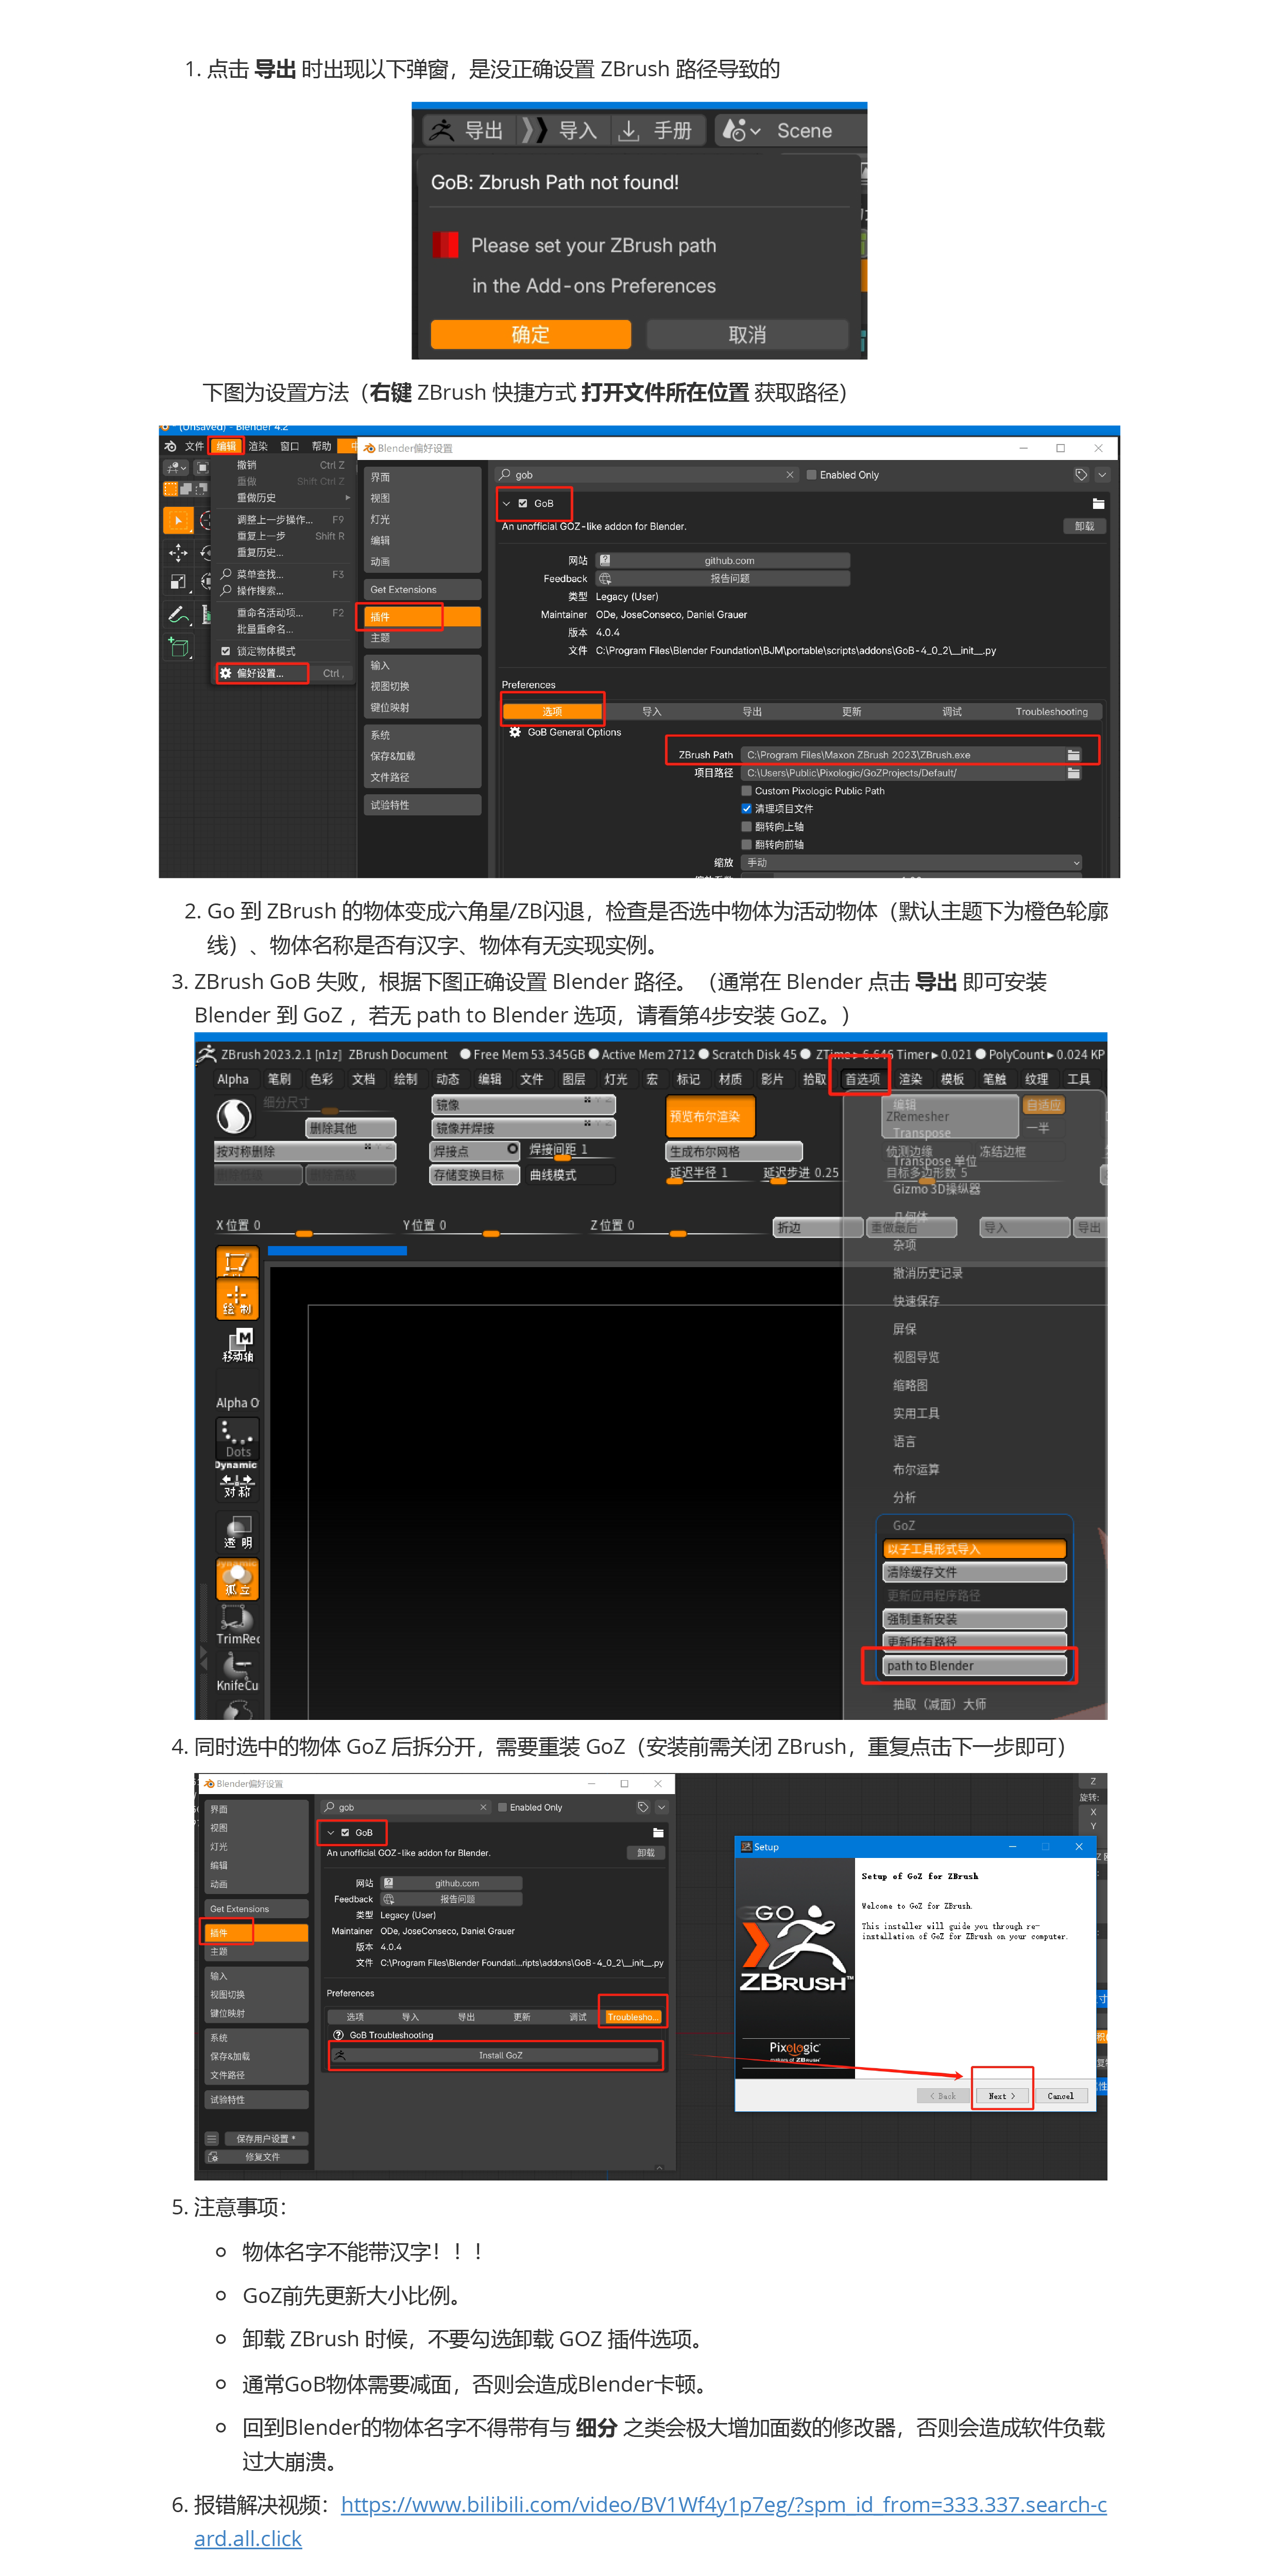 1. 点击 导出 时出现以下弹窗，是没正确设置 ZBrush 路径导致的
导出 导入 手册 Scene
GoB: Zbrush Path not found!
Please set your ZBrush path
in the Add-ons Preferences
确定 取消
下图为设置方法（右键 ZBrush 快捷方式 打开文件所在位置 获取路径）
* (Unsaved) - Blender 4.2
文件 编辑 渲染 窗口 帮助
Blender偏好设置
撤销 Ctrl Z
重做 Shift Ctrl Z
重做历史
调整上一步操作... F9
重复上一步 Shift R
重复历史...
菜单查找... F3
操作搜索...
重命名活动项... F2
批量重命名...
锁定物体模式
偏好设置... Ctrl ,
界面
视图
灯光
编辑
动画
Get Extensions
插件
主题
输入
视图切换
键位映射
系统
保存&加载
文件路径
试验特性
gob Enabled Only
GoB
An unofficial GOZ-like addon for Blender. 卸载
网站 github.com
Feedback 报告问题
类型 Legacy (User)
Maintainer ODe, JoseConseco, Daniel Grauer
版本 4.0.4
文件 C:\Program Files\Blender Foundation\BJM\portable\scripts\addons\GoB-4_0_2\__init__.py
Preferences
选项 导入 导出 更新 调试 Troubleshooting
GoB General Options
ZBrush Path C:\Program Files\Maxon ZBrush 2023\ZBrush.exe
项目路径 C:\Users\Public\Pixologic/GoZProjects/Default/
Custom Pixologic Public Path
清理项目文件
翻转向上轴
翻转向前轴
缩放 手动
2. Go 到 ZBrush 的物体变成六角星/ZB闪退，检查是否选中物体为活动物体（默认主题下为橙色轮廓
线）、物体名称是否有汉字、物体有无实现实例。
3. ZBrush GoB 失败，根据下图正确设置 Blender 路径。（通常在 Blender 点击 导出 即可安装
Blender 到 GoZ ，若无 path to Blender 选项，请看第4步安装 GoZ。）
ZBrush 2023.2.1 [n1z] ZBrush Document Free Mem 53.345GB Active Mem 2712 Scratch Disk 45 ZTime▸6.646 Timer▸0.021 PolyCount▸0.024 KP
Alpha 笔刷 色彩 文档 绘制 动态 编辑 文件 图层 灯光 宏 标记 材质 影片 拾取 首选项 渲染 模板 笔触 纹理 工具
细分尺寸 镜像 预览布尔渲染 编辑 自适应
ZRemesher
删除其他 镜像并焊接 Transpose 一半
按对称删除 焊接点 焊接间距 1 生成布尔网格 侦测边缘 冻结边框
Transpose 单位
存储变换目标 曲线模式 延迟半径 1 延迟步进 0.25 目标多边形数 5
Gizmo 3D操纵器
几何体
X 位置 0 Y 位置 0 Z 位置 0 折边 重做最后 导入 导出
杂项
撤消历史记录
快速保存
屏保
视图导览
缩略图
实用工具
语言
布尔运算
分析
GoZ
以子工具形式导入
清除缓存文件
更新应用程序路径
强制重新安装
更新所有路径
path to Blender
抽取（减面）大师
绘 制
移动轴
Alpha O
Dots
Dynamic
对 称
透 明
Dynamic
孤 立
TrimRec
KnifeCu
4. 同时选中的物体 GoZ 后拆分开，需要重装 GoZ（安装前需关闭 ZBrush，重复点击下一步即可）
Blender偏好设置
界面
视图
灯光
编辑
动画
Get Extensions
插件
主题
输入
视图切换
键位映射
系统
保存&加载
文件路径
试验特性
保存用户设置 *
修复文件
gob Enabled Only
GoB
An unofficial GOZ-like addon for Blender. 卸载
网站 github.com
Feedback 报告问题
类型 Legacy (User)
Maintainer ODe, JoseConseco, Daniel Grauer
版本 4.0.4
文件 C:\Program Files\Blender Foundati...ripts\addons\GoB-4_0_2\__init__.py
Preferences
选项 导入 导出 更新 调试 Troublesho...
GoB Troubleshooting
Install GoZ
Z
旋转:
X
Y
Setup
Setup of GoZ for ZBrush
Welcome to GoZ for ZBrush.
This installer will guide you through re-
installation of GoZ for ZBrush on your computer.
GO
ZBRUSH™
Pixologic
makers of ZBRUSH
< Back Next > Cancel
5. 注意事项：
物体名字不能带汉字！！！
GoZ前先更新大小比例。
卸载 ZBrush 时候，不要勾选卸载 GOZ 插件选项。
通常GoB物体需要减面，否则会造成Blender卡顿。
回到Blender的物体名字不得带有与 细分 之类会极大增加面数的修改器，否则会造成软件负载
过大崩溃。
6. 报错解决视频：https://www.bilibili.com/video/BV1Wf4y1p7eg/?spm_id_from=333.337.search-c
ard.all.click